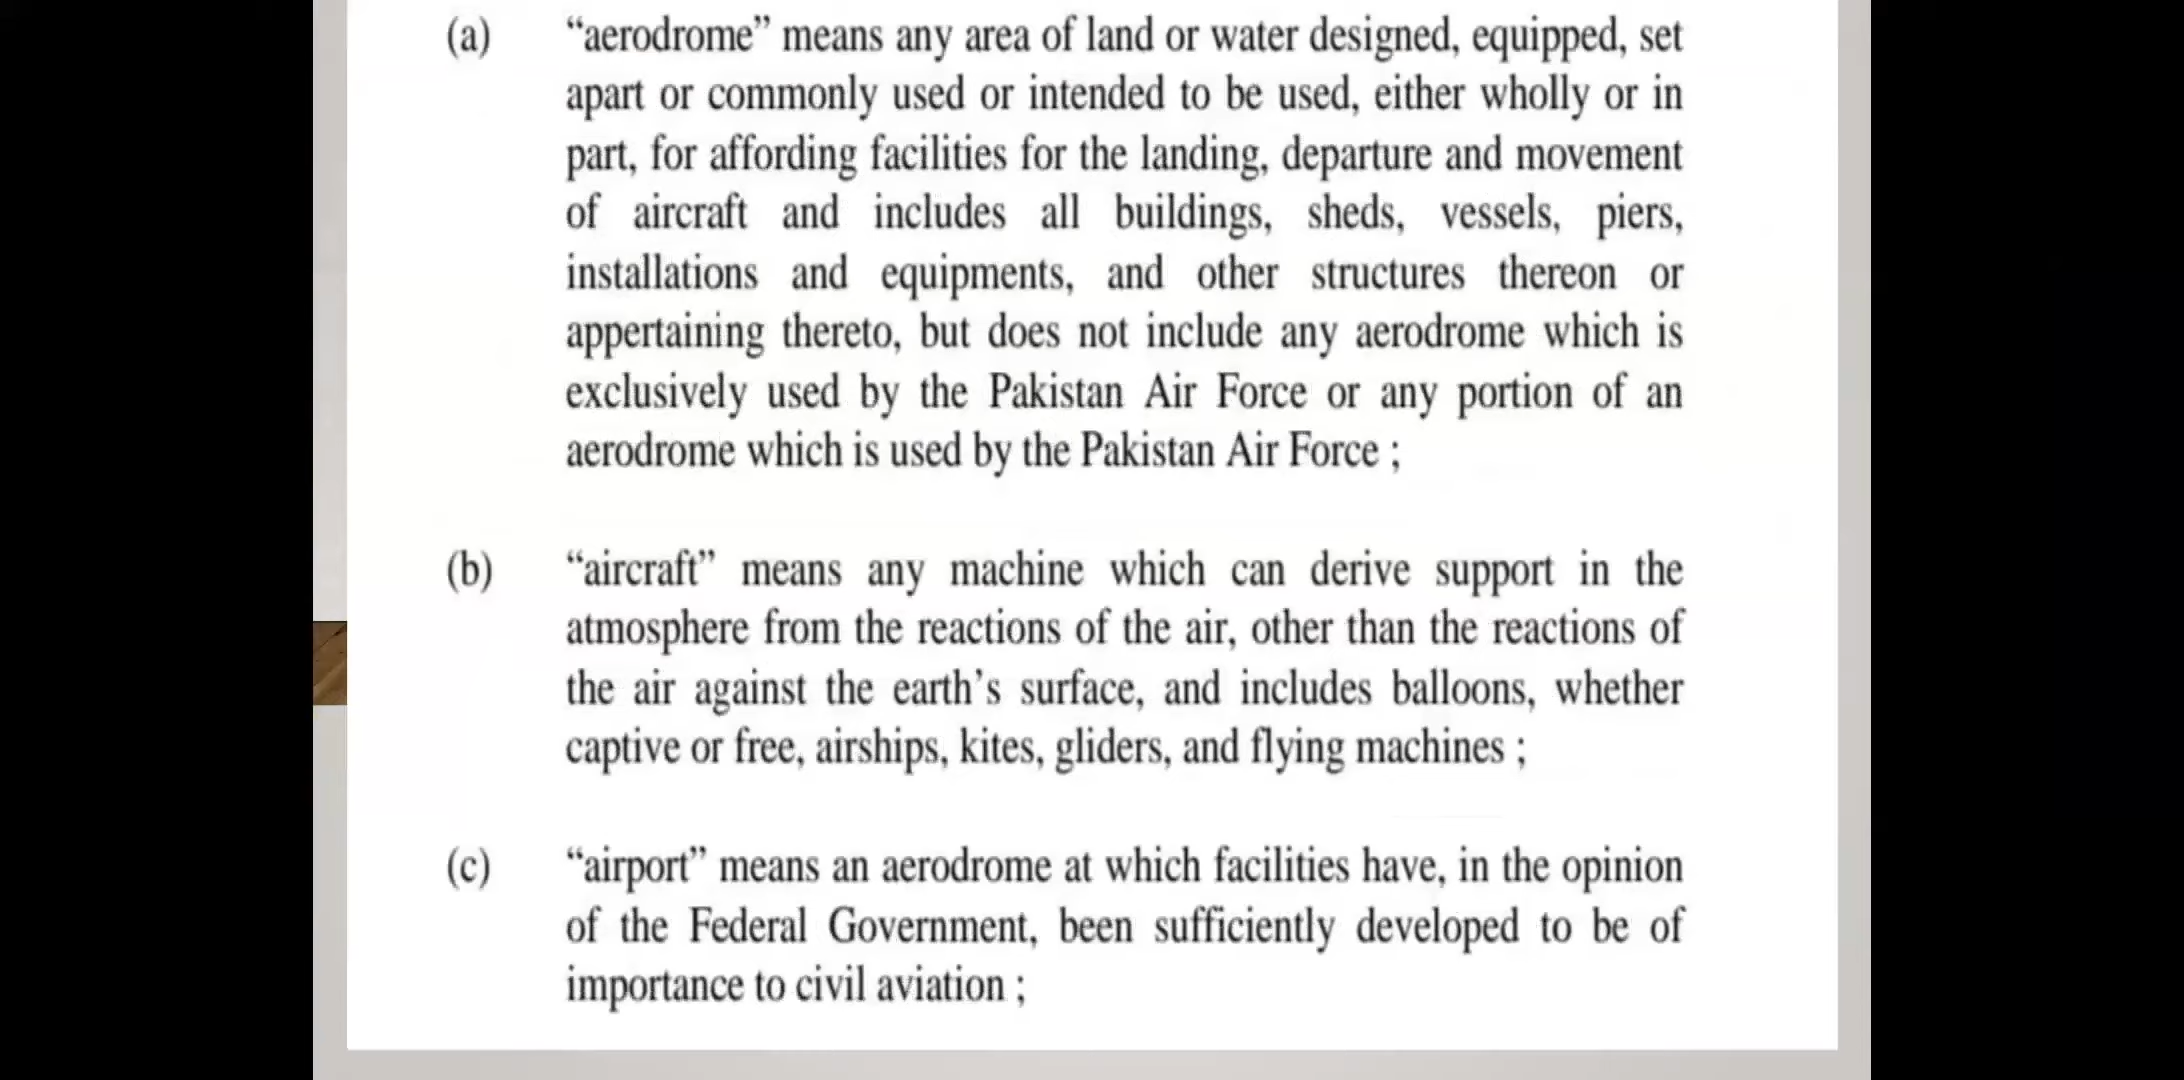 (a) “aerodrome” means any area of land or water designed, equipped, set
apart or commonly used or intended to be used, either wholly or in
part, for affording facilities for the landing, departure and movement
of aircraft and includes all buildings, sheds, vessels, piers,
installations and equipments, and other structures thereon or
appertaining thereto, but does not include any aerodrome which is
exclusively used by the Pakistan Air Force or any portion of an
aerodrome which is used by the Pakistan Air Force ;
(b) “aircraft” means any machine which can derive support in the
atmosphere from the reactions of the air, other than the reactions of
the air against the earth’s surface, and includes balloons, whether
captive or free, airships, kites, gliders, and flying machines ;
(c) “airport” means an aerodrome at which facilities have, in the opinion
of the Federal Government, been sufficiently developed to be of
importance to civil aviation ;